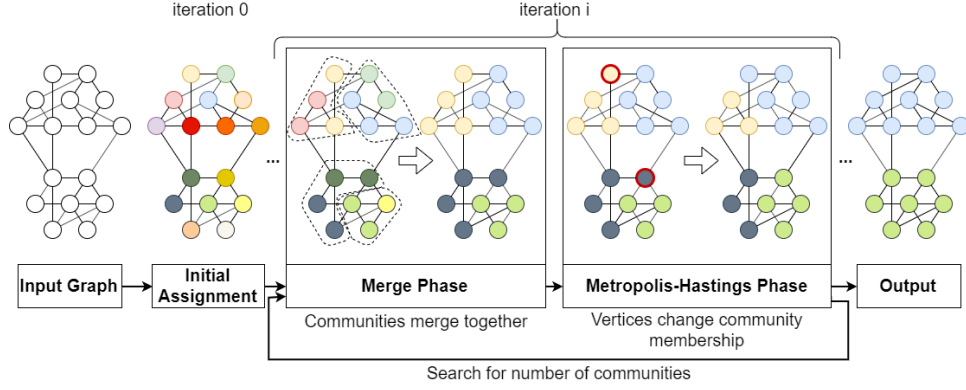 iteration 0
iteration i
...
...
Input Graph
Initial
Assignment
Merge Phase
Metropolis-Hastings Phase
Output
Communities merge together
Vertices change community
membership
Search for number of communities